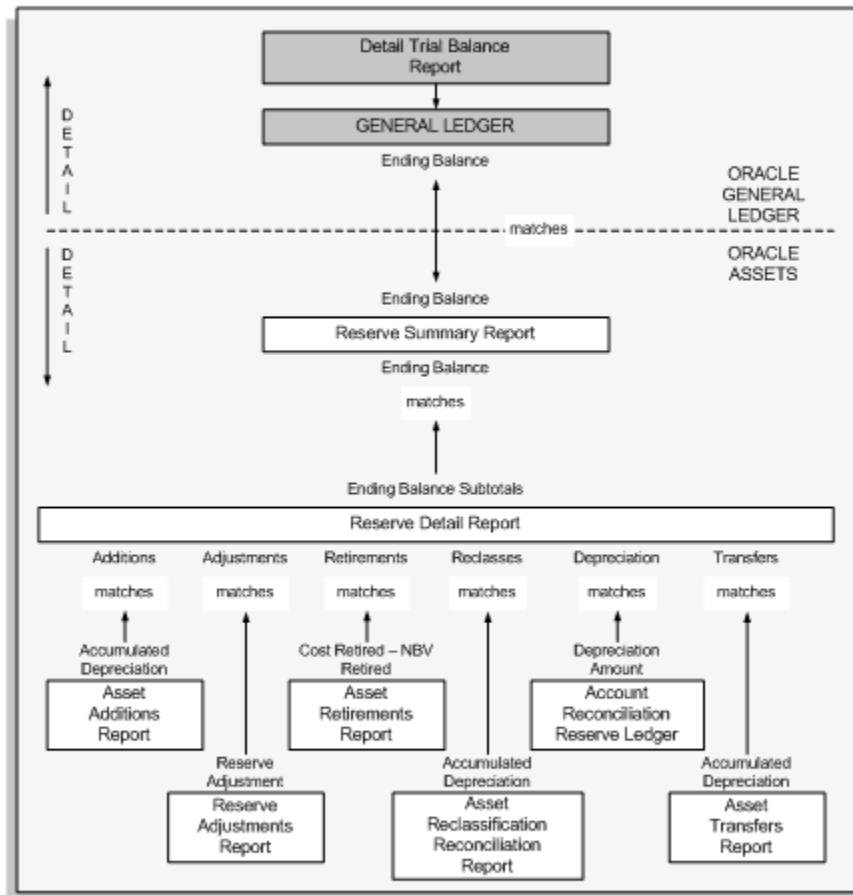 Detail Trial Balance
Report
GENERAL LEDGER
Ending Balance
DETAIL
ORACLE
GENERAL
LEDGER
matches
DETAIL
ORACLE
ASSETS
Ending Balance
Reserve Summary Report
Ending Balance
matches
Ending Balance Subtotals
Reserve Detail Report
Additions Adjustments Retirements Reclasses Depreciation Transfers
matches matches matches matches matches matches
Accumulated
Depreciation
Asset
Additions
Report
Cost Retired – NBV
Retired
Asset
Retirements
Report
Depreciation
Amount
Account
Reconciliation
Reserve Ledger
Reserve
Adjustment
Reserve
Adjustments
Report
Accumulated
Depreciation
Asset
Reclassification
Reconciliation
Report
Accumulated
Depreciation
Asset
Transfers
Report